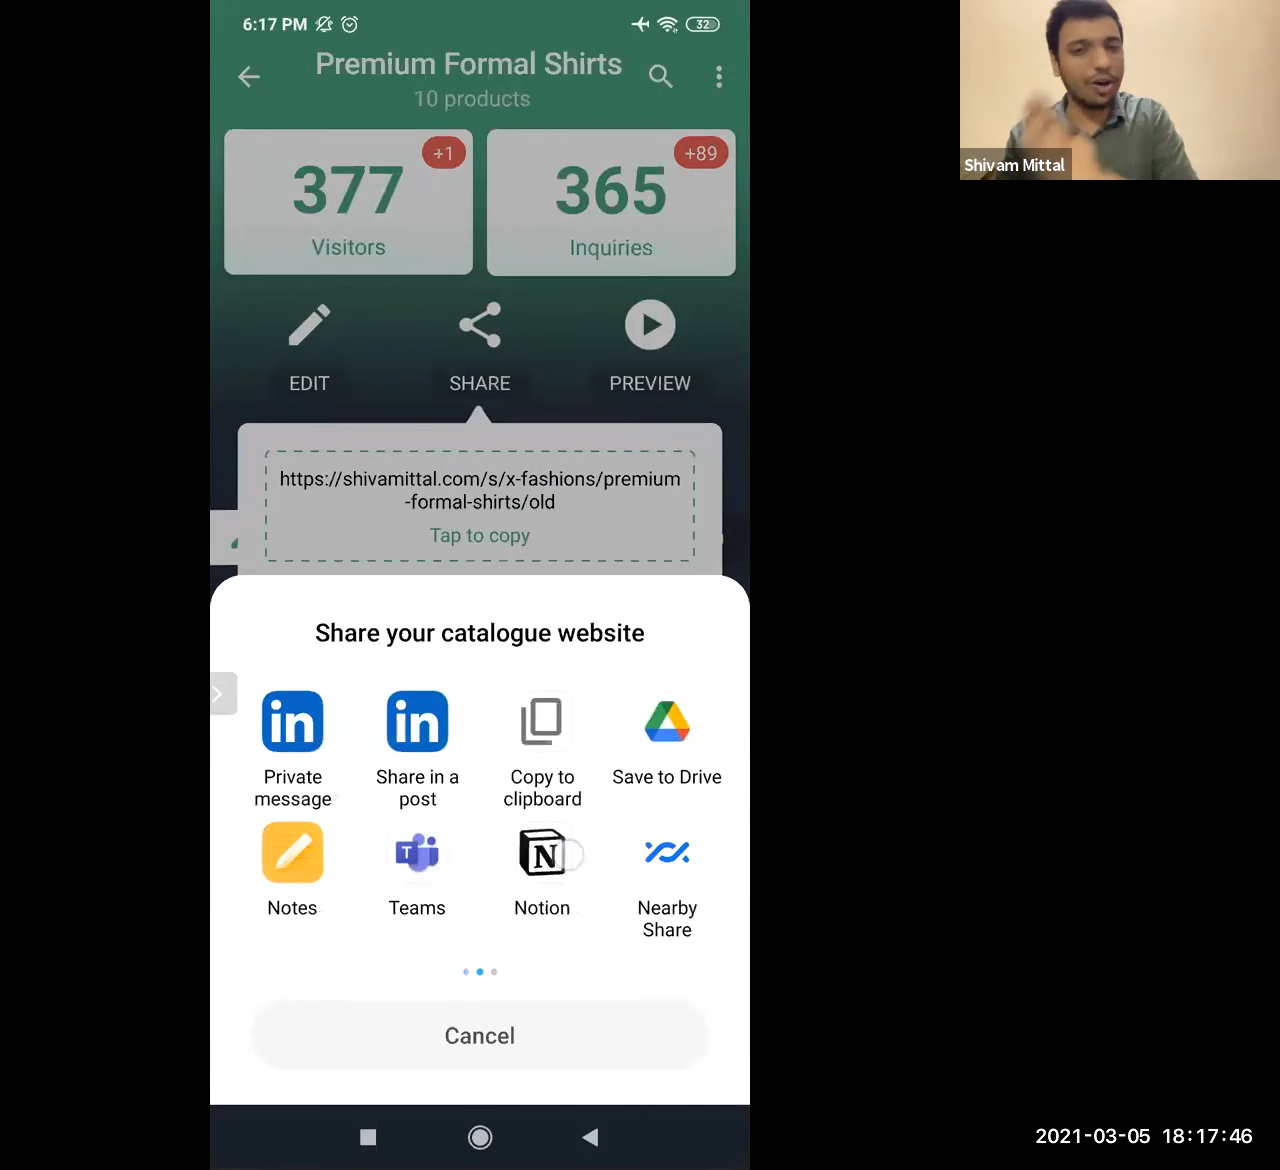 6:17 PM
32
Premium Formal Shirts
10 products
+1
377
Visitors
+89
365
Inquiries
EDIT
SHARE
PREVIEW
https://shivamittal.com/s/x-fashions/premium
-formal-shirts/old
Tap to copy
Share your catalogue website
in
Private
message
in
Share in a
post
Copy to
clipboard
Save to Drive
Notes
T
Teams
N
Notion
Nearby
Share
Cancel
Shivam Mittal
2021-03-05 18:17:46